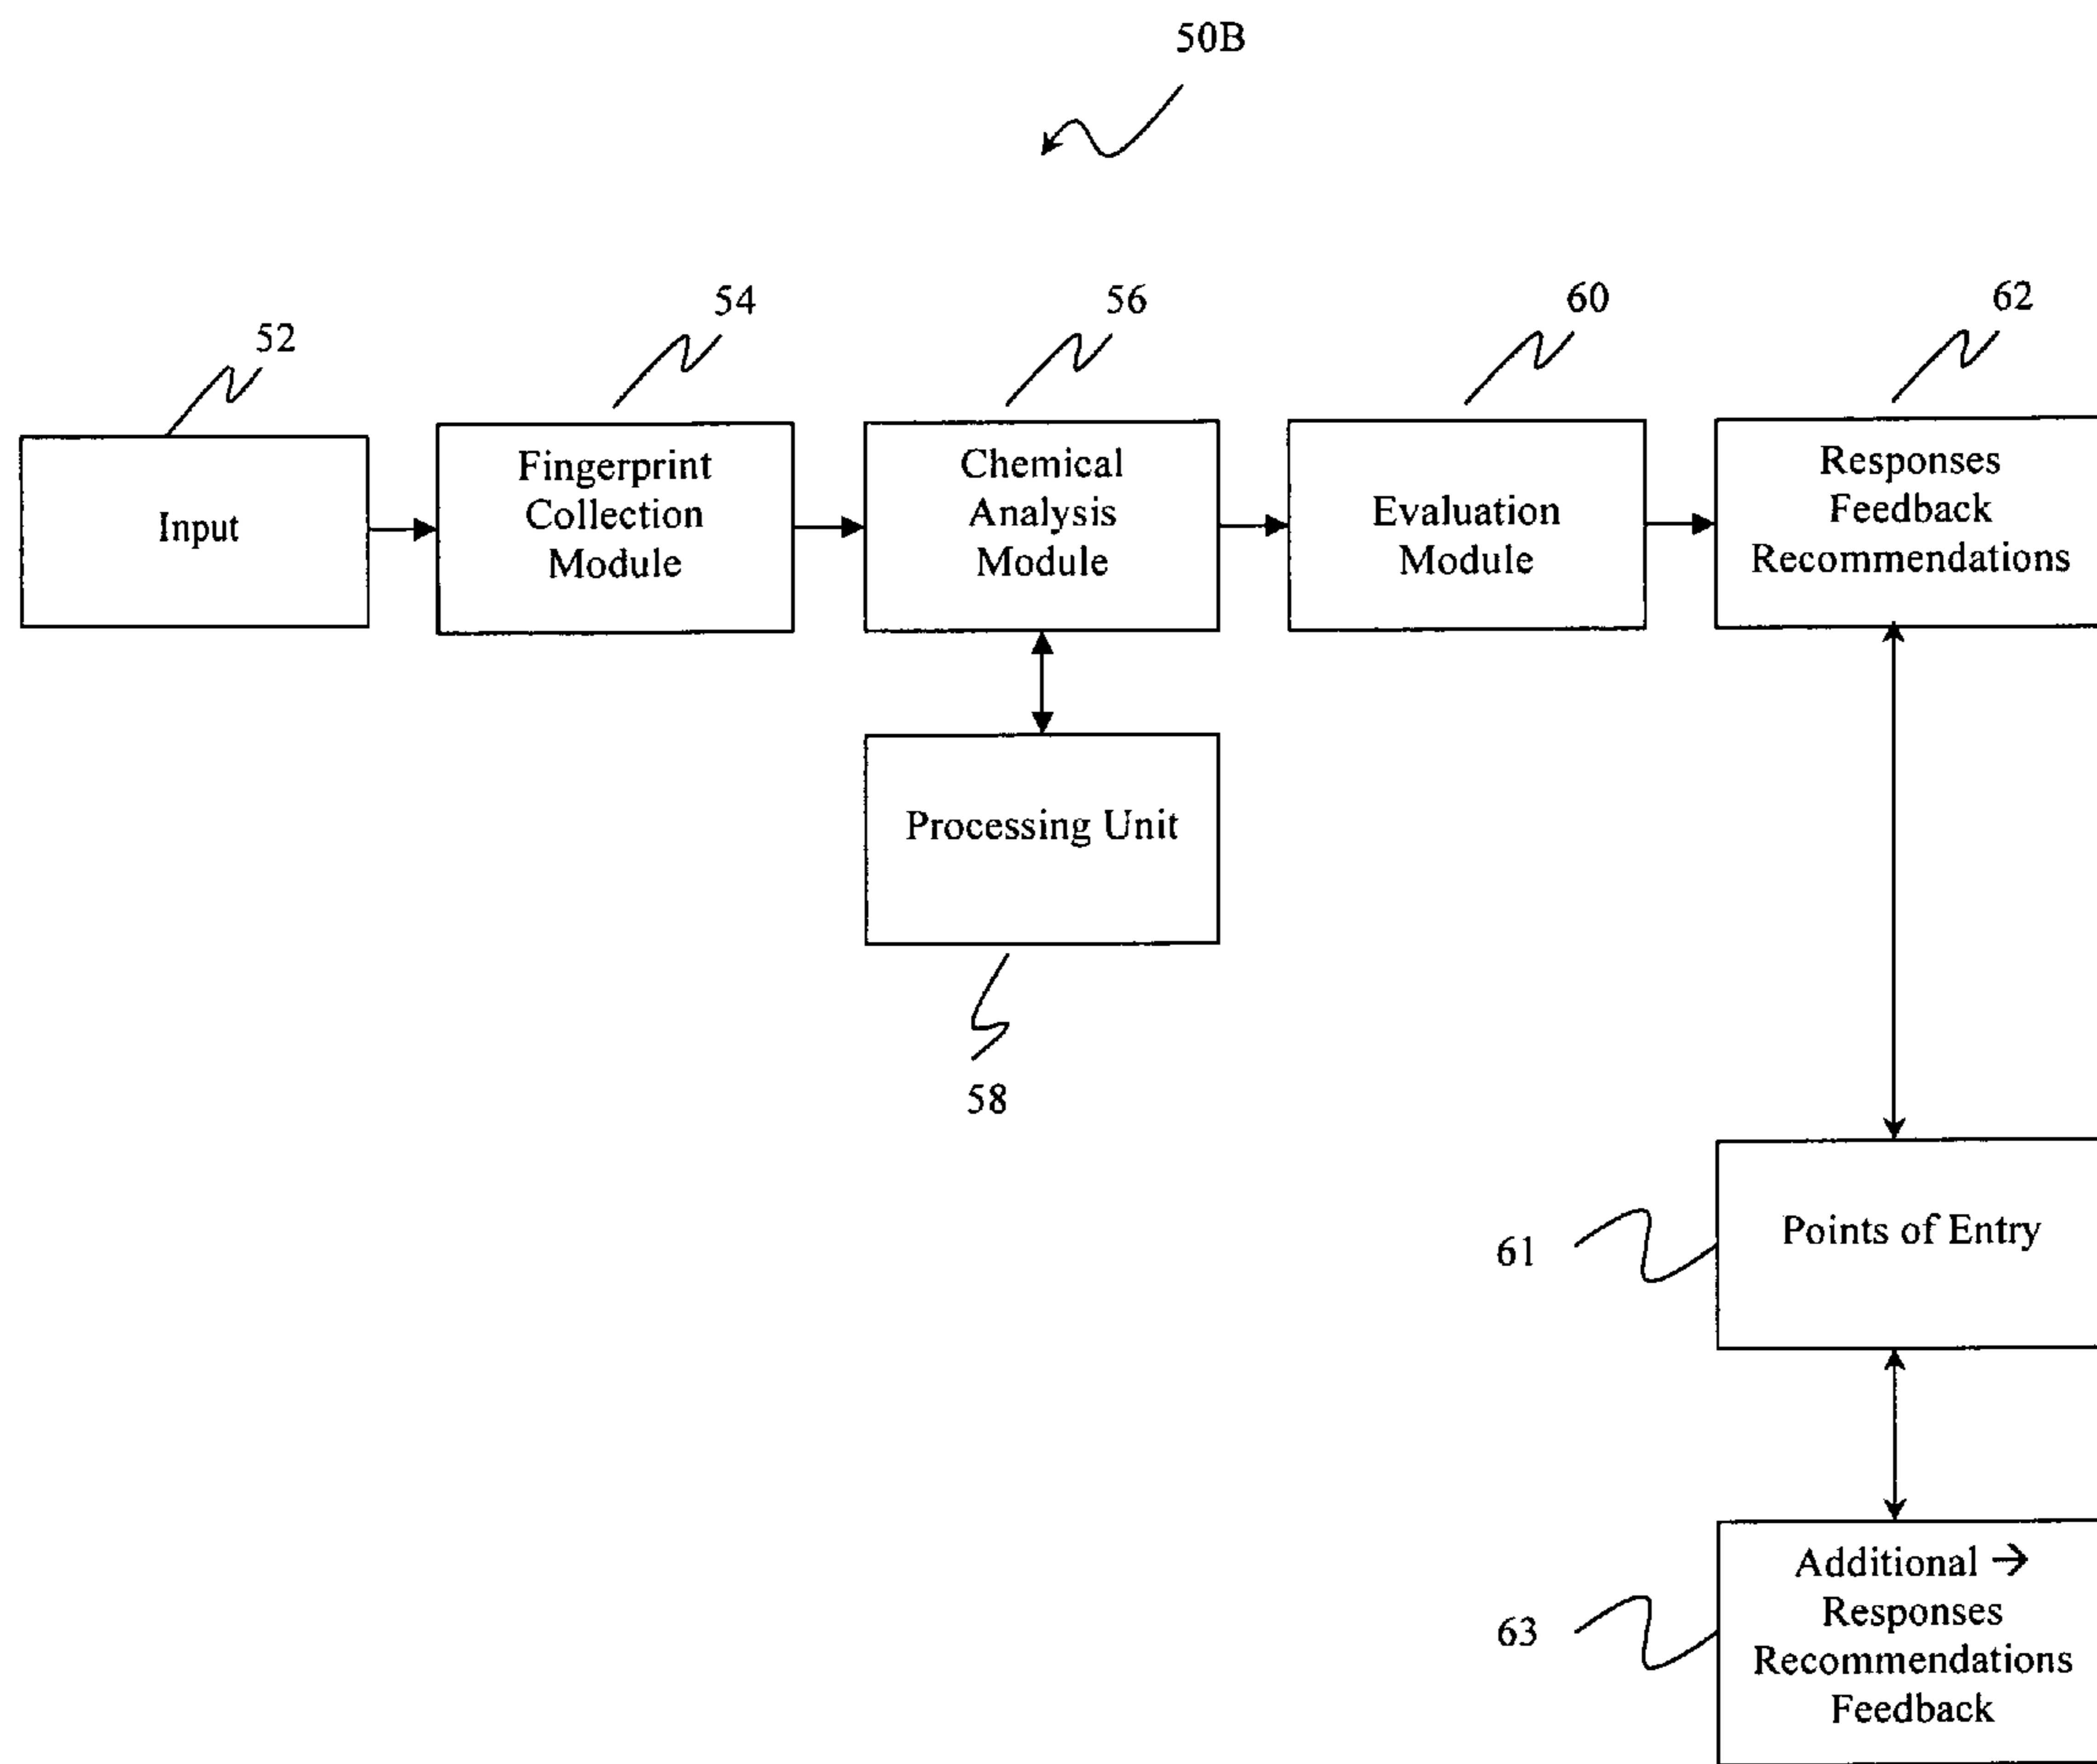 50B
52
54
56
60
62
Input
Fingerprint
Collection
Module
Chemical
Analysis
Module
Evaluation
Module
Responses
Feedback
Recommendations
Processing Unit
58
61
Points of Entry
63
Additional →
Responses
Recommendations
Feedback